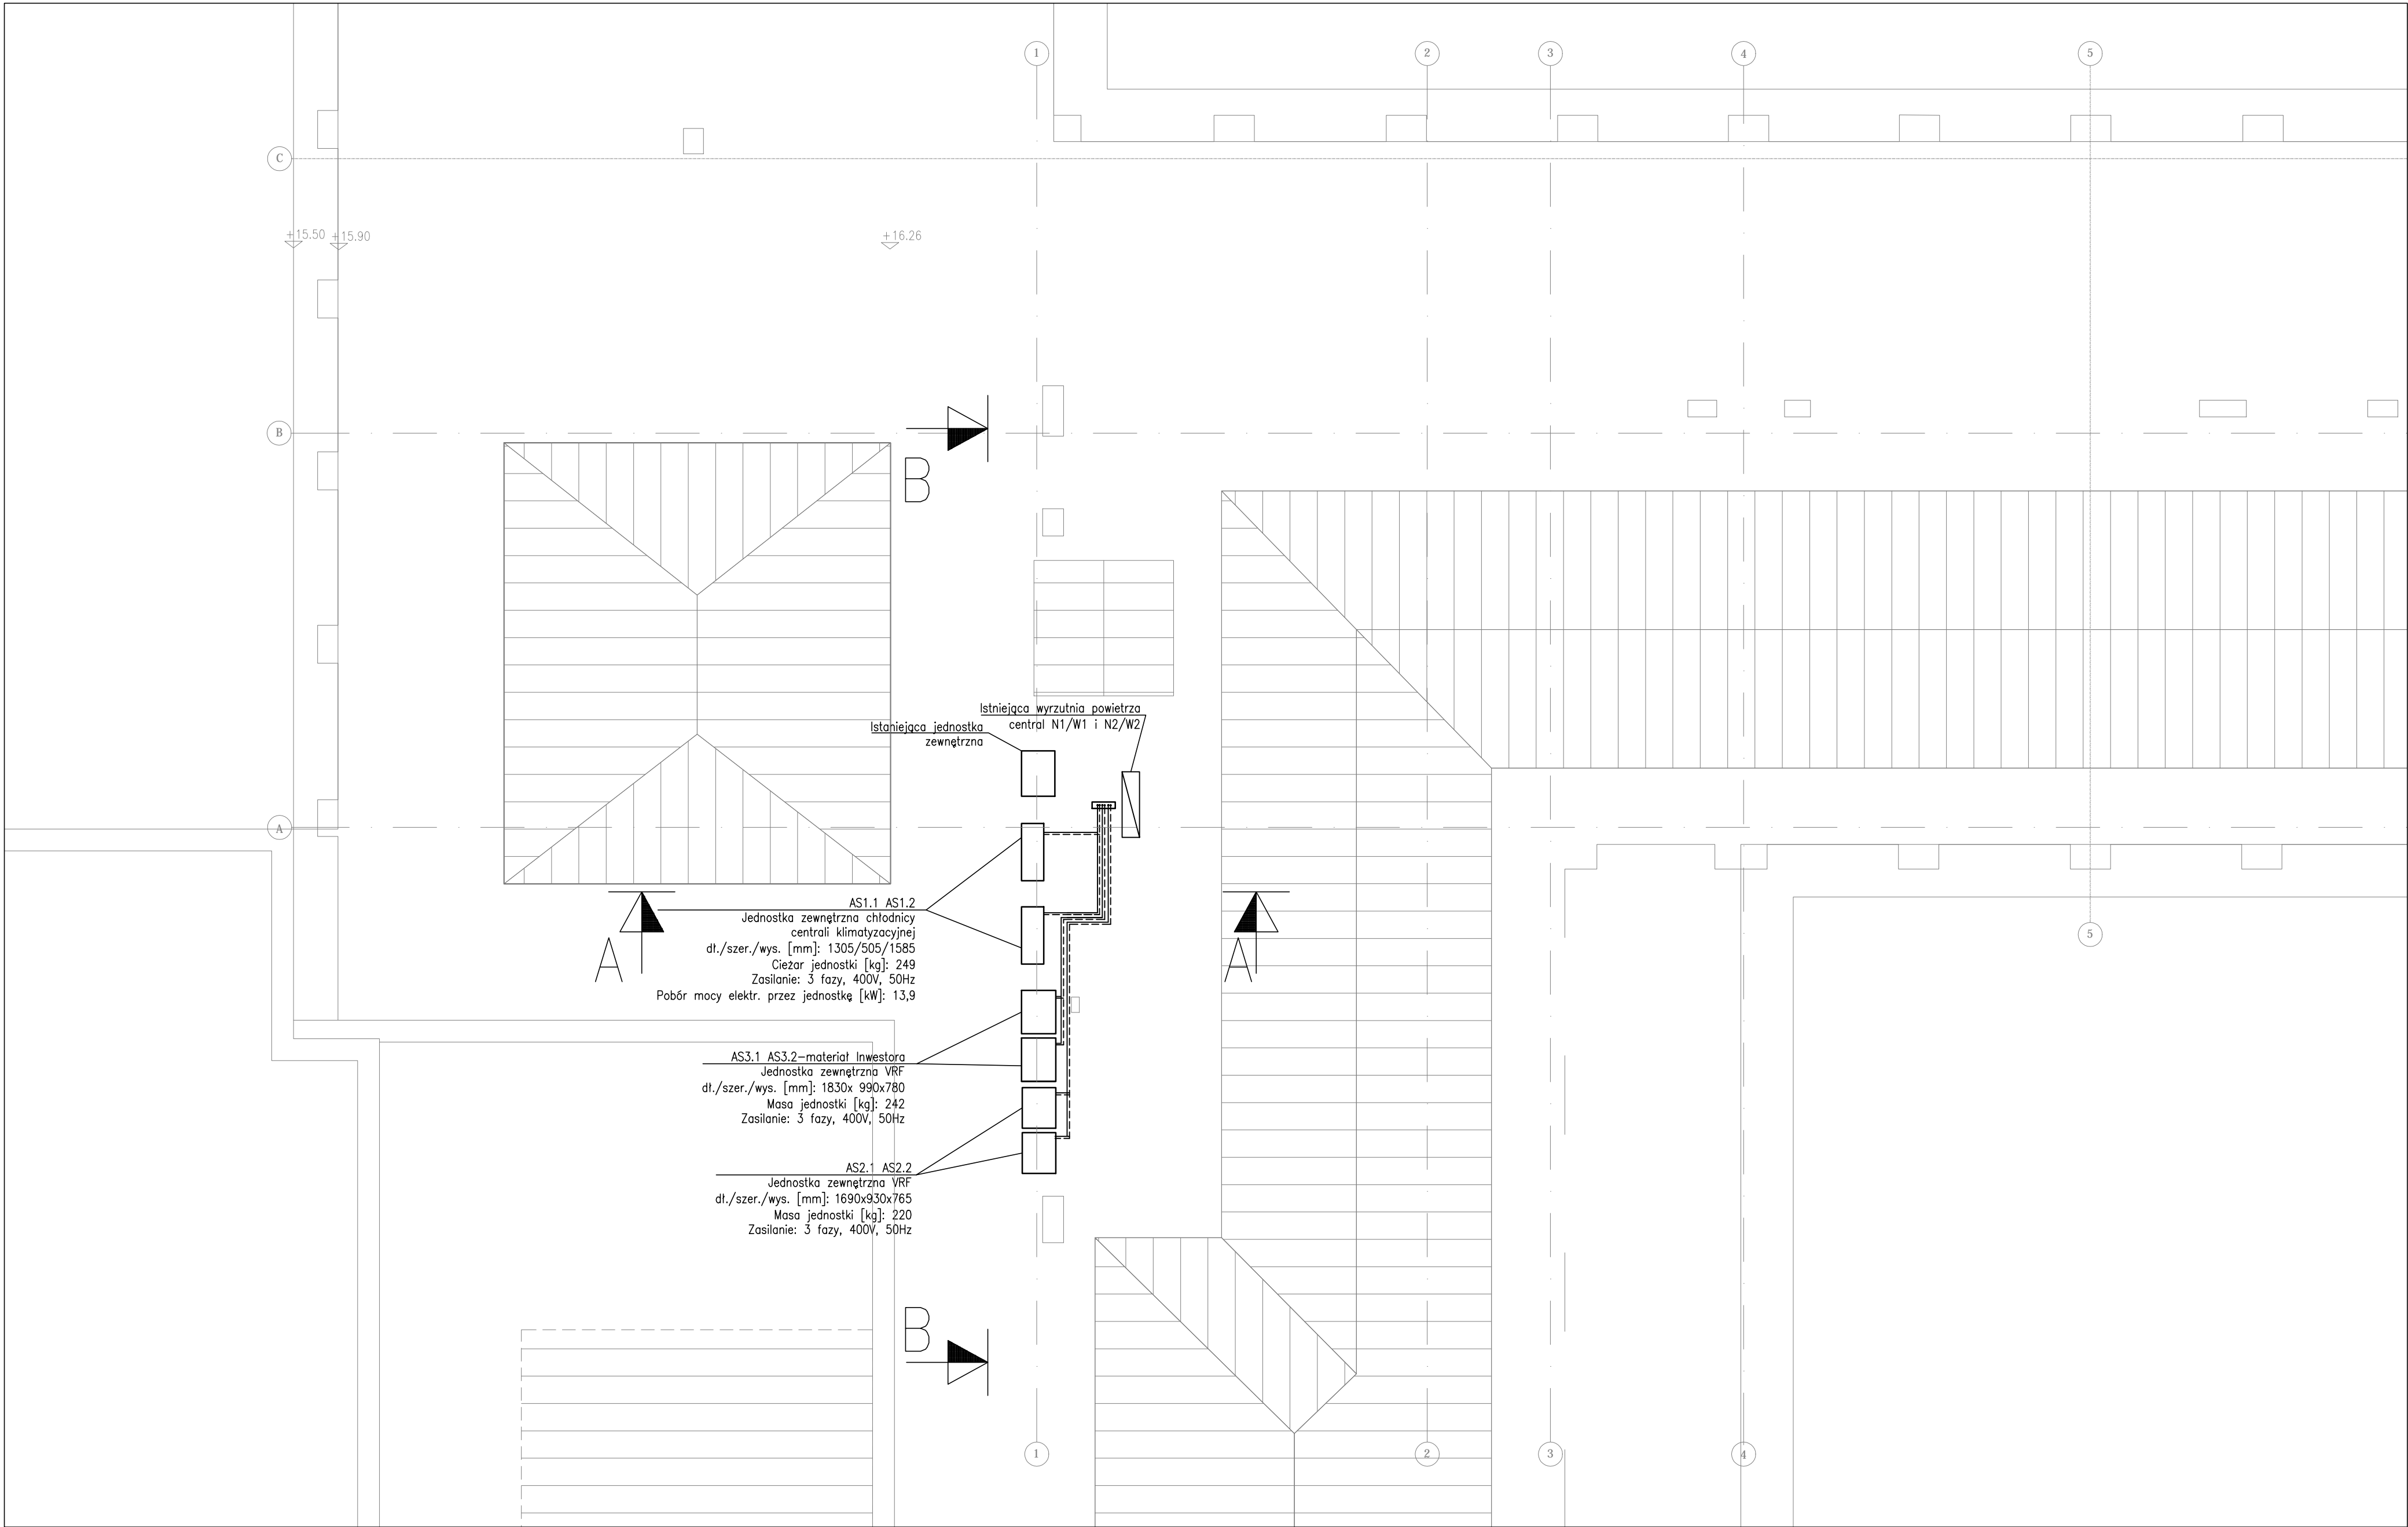 1
2
3
4
5
C
+15.50
+15.90
+16.26
B
B
Istniejąca wyrzutnia powietrza
central N1/W1 i N2/W2
Istaniejąca jednostka
zewnętrzna
A
AS1.1 AS1.2
Jednostka zewnętrzna chłodnicy
centrali klimatyzacyjnej
dł./szer./wys. [mm]: 1305/505/1585
Cieżar jednostki [kg]: 249
Zasilanie: 3 fazy, 400V, 50Hz
Pobór mocy elektr. przez jednostkę [kW]: 13,9
A
A
5
AS3.1 AS3.2-materiał Inwestora
Jednostka zewnętrzna VRF
dł./szer./wys. [mm]: 1830x 990x780
Masa jednostki [kg]: 242
Zasilanie: 3 fazy, 400V, 50Hz
AS2.1 AS2.2
Jednostka zewnętrzna VRF
dł./szer./wys. [mm]: 1690x930x765
Masa jednostki [kg]: 220
Zasilanie: 3 fazy, 400V, 50Hz
B
1
2
3
4